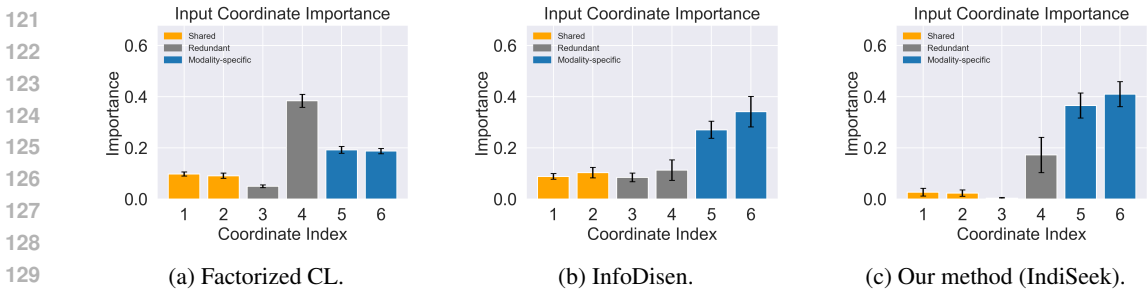 121
122
123
124
125
126
127
128
129
Input Coordinate Importance
Shared
Redundant
Modality-specific
Importance
0.6
0.4
0.2
0.0
1 2 3 4 5 6
Coordinate Index
(a) Factorized CL.
Input Coordinate Importance
Shared
Redundant
Modality-specific
Importance
0.6
0.4
0.2
0.0
1 2 3 4 5 6
Coordinate Index
(b) InfoDisen.
Input Coordinate Importance
Shared
Redundant
Modality-specific
Importance
0.6
0.4
0.2
0.0
1 2 3 4 5 6
Coordinate Index
(c) Our method (IndiSeek).